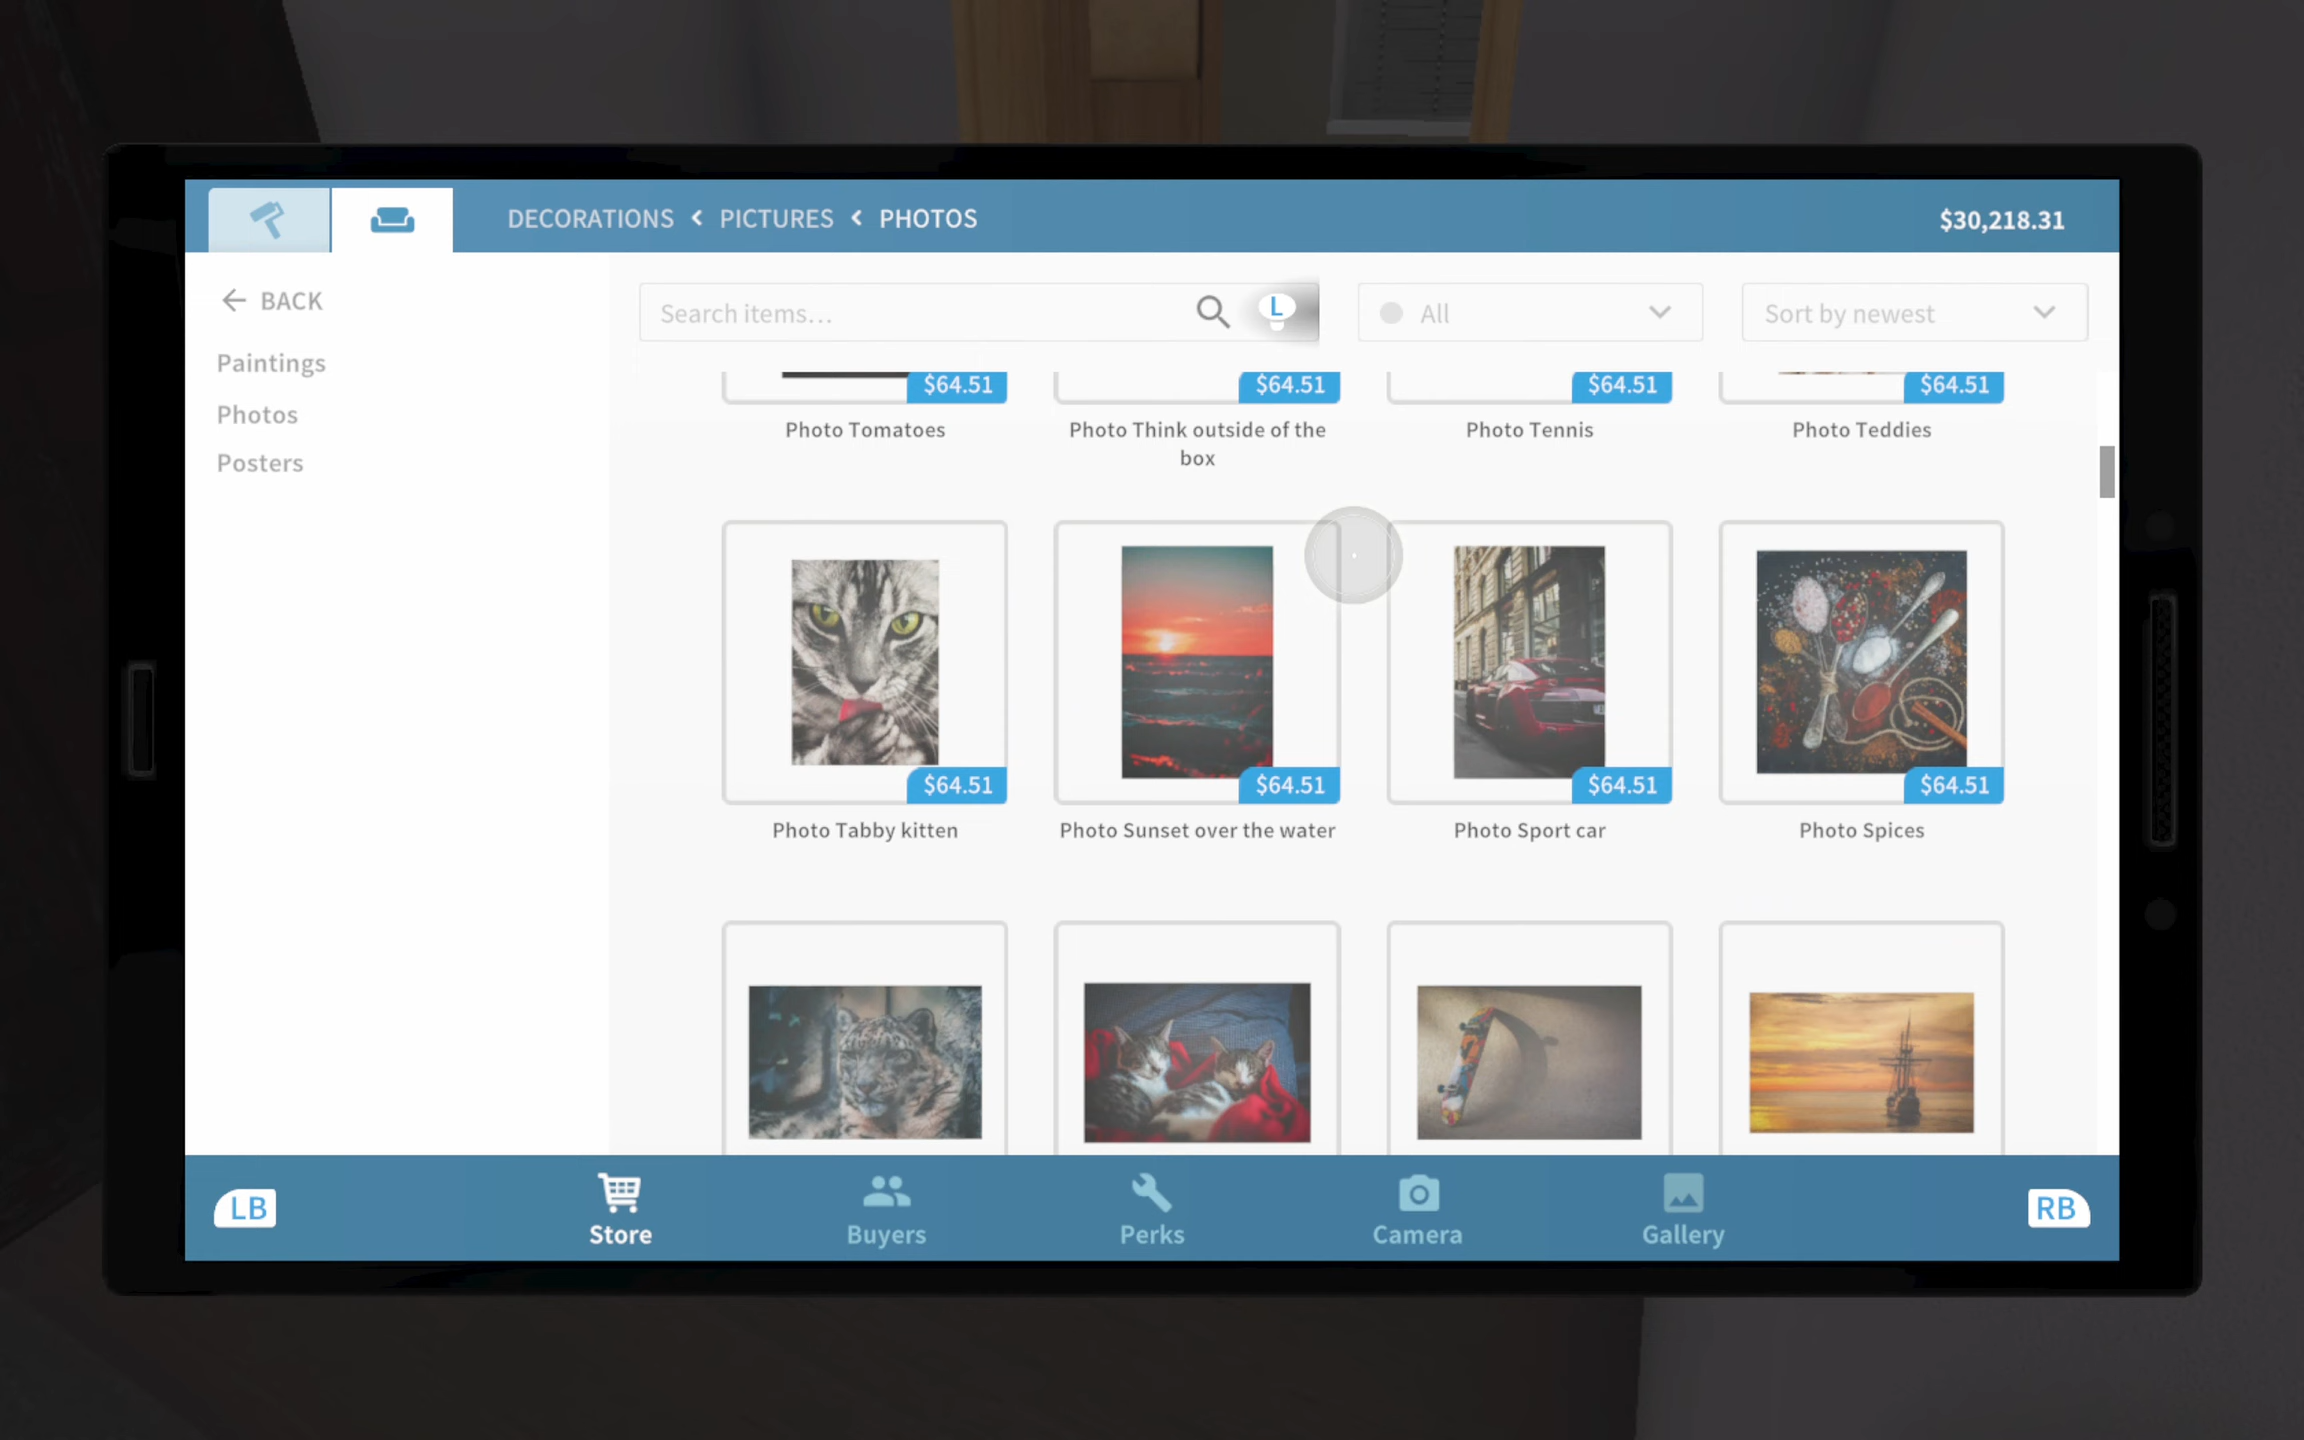 DECORATIONS < PICTURES < PHOTOS
$30,218.31
BACK
Paintings
Photos
Posters
Search items...
L
All
Sort by newest
$64.51
$64.51
$64.51
$64.51
Photo Tomatoes
Photo Think outside of the
box
Photo Tennis
Photo Teddies
$64.51
$64.51
$64.51
$64.51
Photo Tabby kitten
Photo Sunset over the water
Photo Sport car
Photo Spices
LB
Store
Buyers
Perks
Camera
Gallery
RB